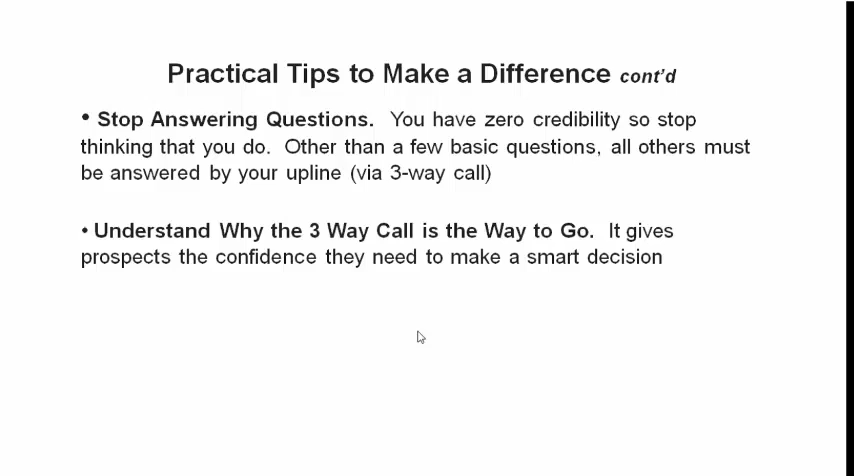 Practical Tips to Make a Difference cont'd
• Stop Answering Questions. You have zero credibility so stop
thinking that you do. Other than a few basic questions, all others must
be answered by your upline (via 3-way call)
• Understand Why the 3 Way Call is the Way to Go. It gives
prospects the confidence they need to make a smart decision